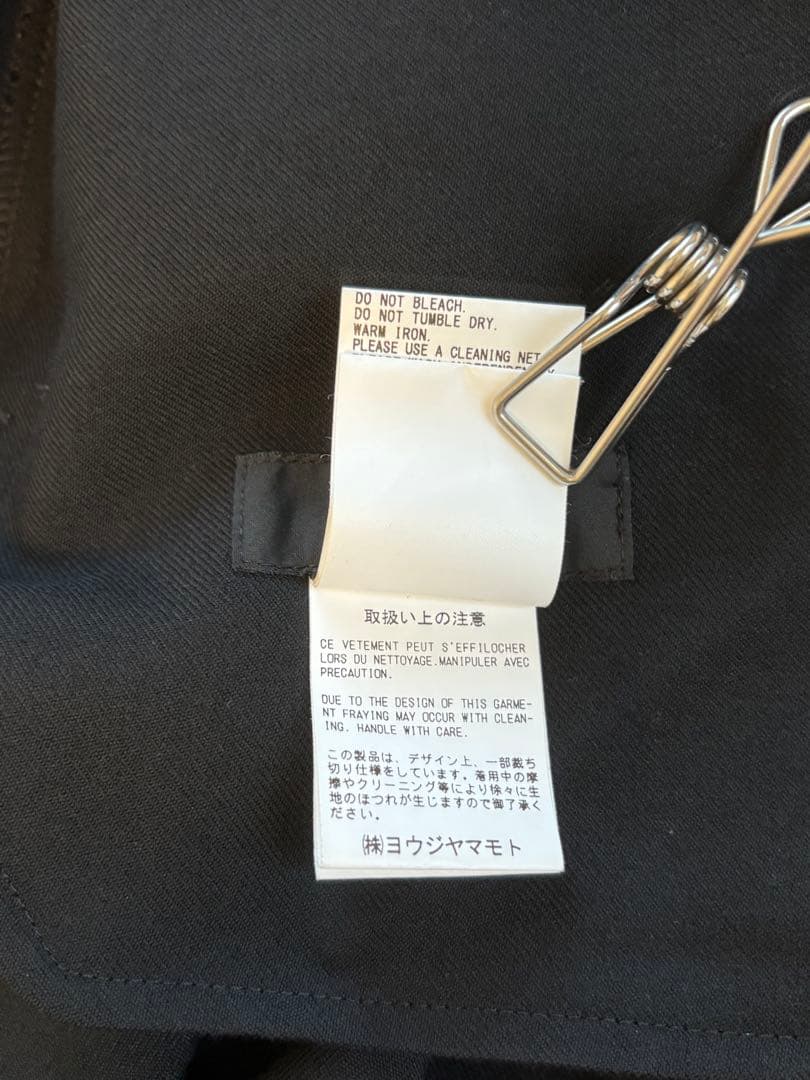 DO NOT BLEACH.
DO NOT TUMBLE DRY.
WARM IRON.
PLEASE USE A CLEANING NET
取扱い上の注意
CE VETEMENT PEUT S'EFFILOCHER
LORS DU NETTOYAGE.MANIPULER AVEC
PRECAUTION.
DUE TO THE DESIGN OF THIS GARME-
NT FRAYING MAY OCCUR WITH CLEAN-
ING. HANDLE WITH CARE.
この製品は、デザイン上、一部裁ち
切り仕様をしています。着用中の摩
擦やクリーニング等により徐々に生
地のほつれが生じますので御了承く
ださい。
㈱ヨウジヤマモト